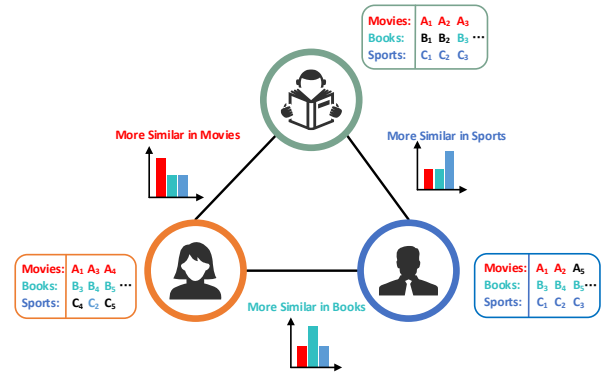 Movies: A₁ A₂ A₃
Books: B₁ B₂ B₃ ...
Sports: C₁ C₂ C₃
More Similar in Movies
More Similar in Sports
Movies: A₁ A₃ A₄
Books: B₃ B₄ B₅ ...
Sports: C₄ C₂ C₅
Movies: A₁ A₂ A₅
Books: B₃ B₄ B₅ ...
Sports: C₁ C₂ C₃
More Similar in Books